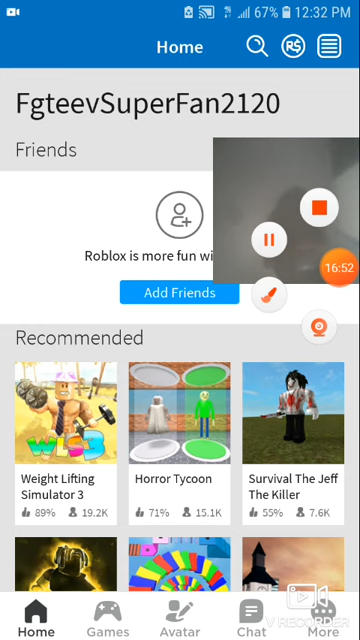 67% 12:32 PM
Home
R$
FgteevSuperFan2120
Friends
Roblox is more fun wi
Add Friends
16:52
Recommended
WLS3
Weight Lifting
Simulator 3
89% 19.2K
Horror Tycoon
71% 15.1K
Survival The Jeff
The Killer
55% 7.6K
Home
Games
Avatar
Chat
More
V RECORDER